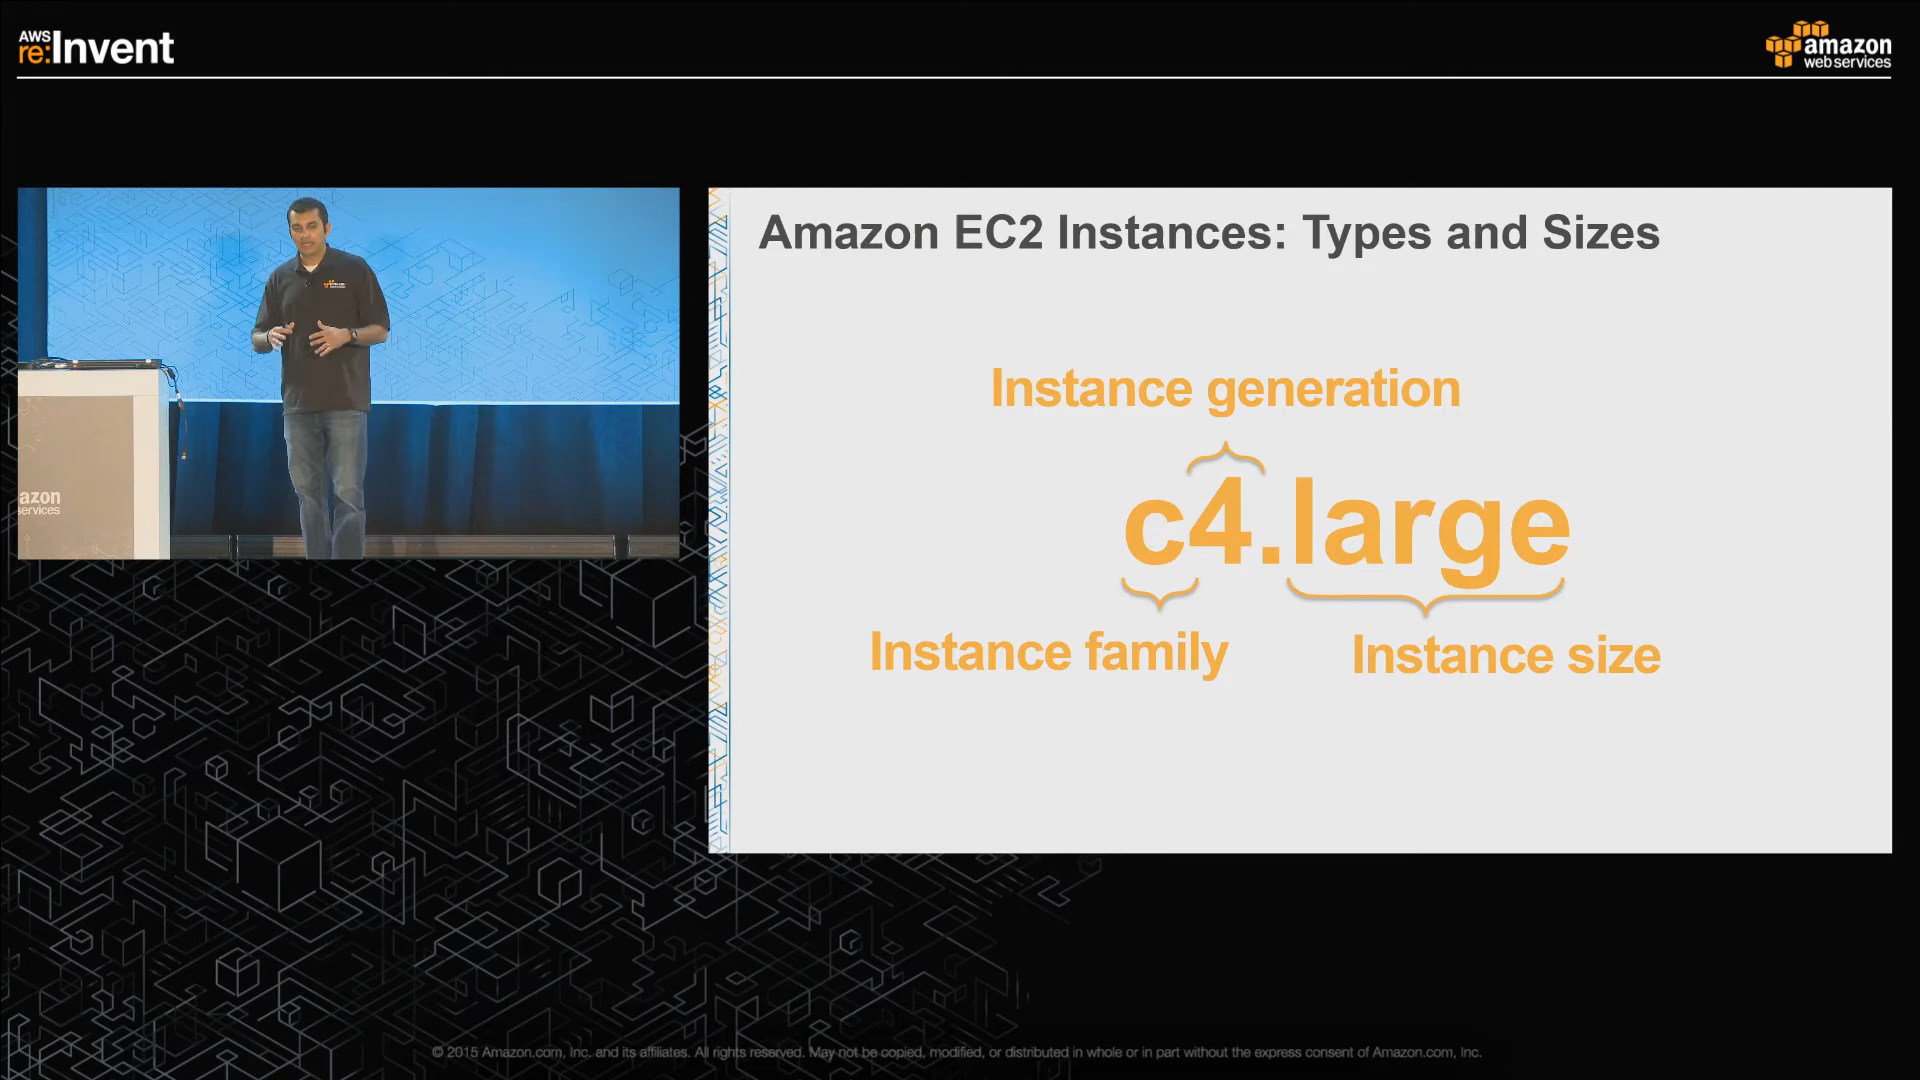 AWS
re:Invent
amazon
web services
Amazon EC2 Instances: Types and Sizes
Instance generation
c4.large
Instance family
Instance size
azon
services
© 2015 Amazon.com, Inc. and its affiliates. All rights reserved. May not be copied, modified, or distributed in whole or in part without the express consent of Amazon.com, Inc.